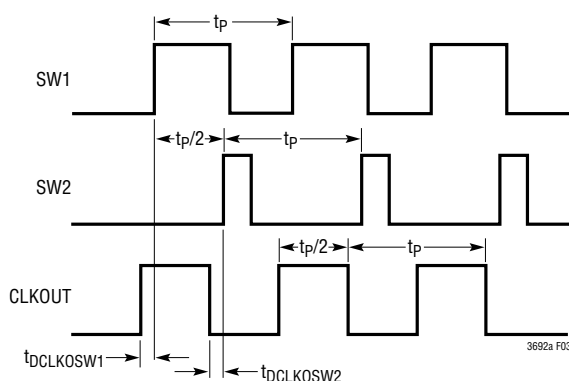 tP
SW1
tP/2 tP
SW2
tP/2 tP
CLKOUT
3692a F03
tDCLKOSW1
tDCLKOSW2